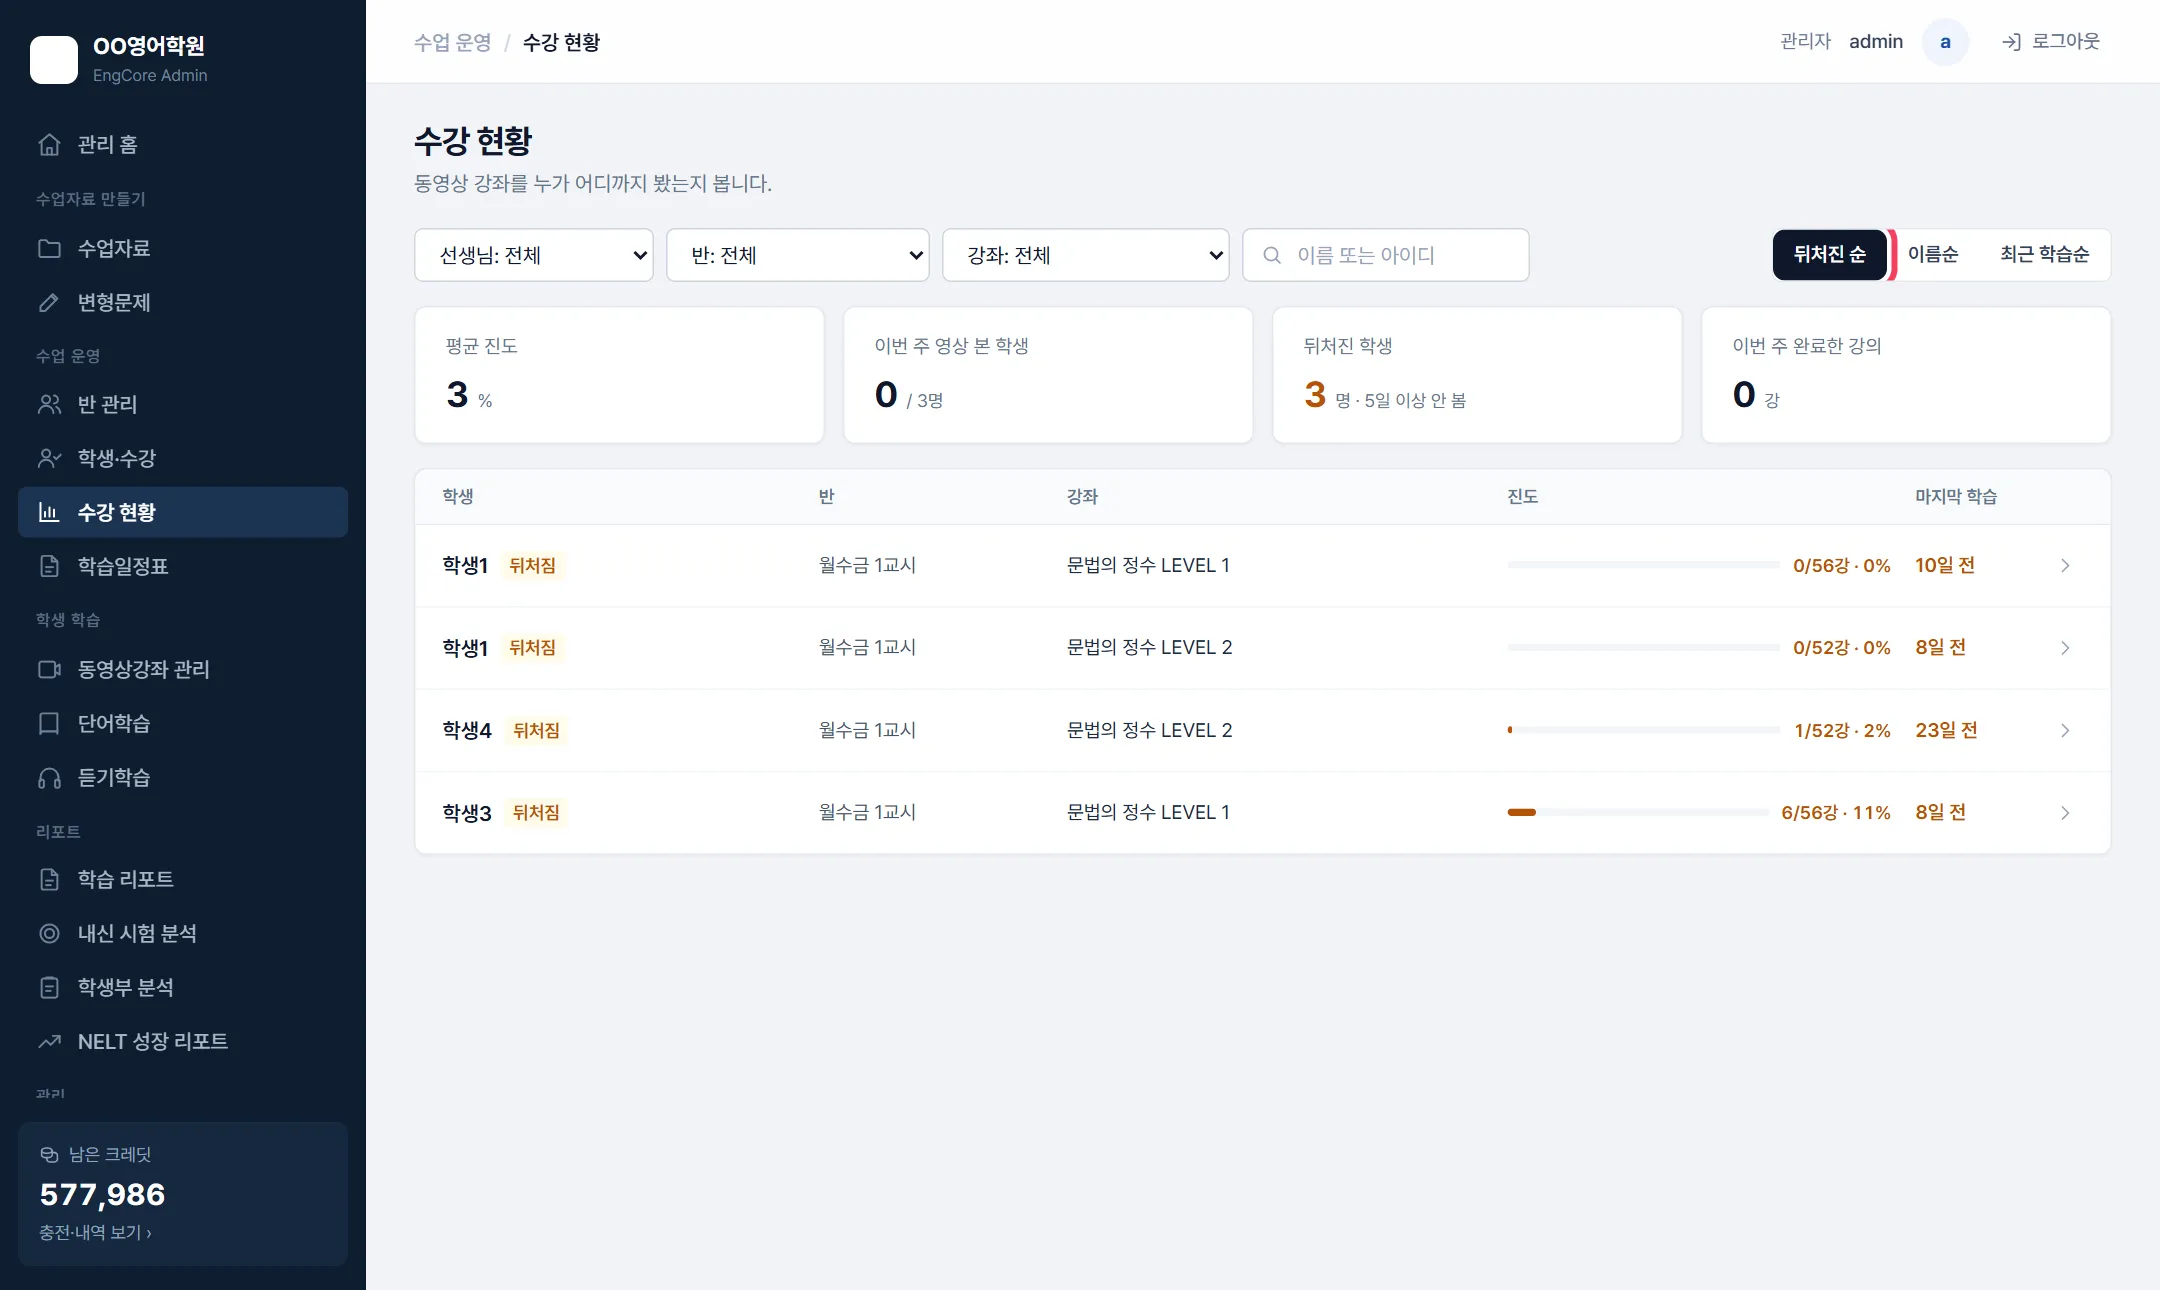 OO영어학원
EngCore Admin
관리 홈
수업자료 만들기
수업자료
변형문제
수업 운영
반 관리
학생·수강
수강 현황
학습일정표
학생 학습
동영상강좌 관리
단어학습
듣기학습
리포트
학습 리포트
내신 시험 분석
학생부 분석
NELT 성장 리포트
관리
남은 크레딧
577,986
충전·내역 보기 ›
수업 운영 / 수강 현황
관리자 admin a 로그아웃
수강 현황
동영상 강좌를 누가 어디까지 봤는지 봅니다.
선생님: 전체 반: 전체 강좌: 전체 이름 또는 아이디 뒤처진 순 이름순 최근 학습순
평균 진도
3 %
이번 주 영상 본 학생
0 / 3명
뒤처진 학생
3 명 · 5일 이상 안 봄
이번 주 완료한 강의
0 강
학생 반 강좌 진도 마지막 학습
학생1 뒤처짐 월수금 1교시 문법의 정수 LEVEL 1 0/56강 · 0% 10일 전
학생1 뒤처짐 월수금 1교시 문법의 정수 LEVEL 2 0/52강 · 0% 8일 전
학생4 뒤처짐 월수금 1교시 문법의 정수 LEVEL 2 1/52강 · 2% 23일 전
학생3 뒤처짐 월수금 1교시 문법의 정수 LEVEL 1 6/56강 · 11% 8일 전